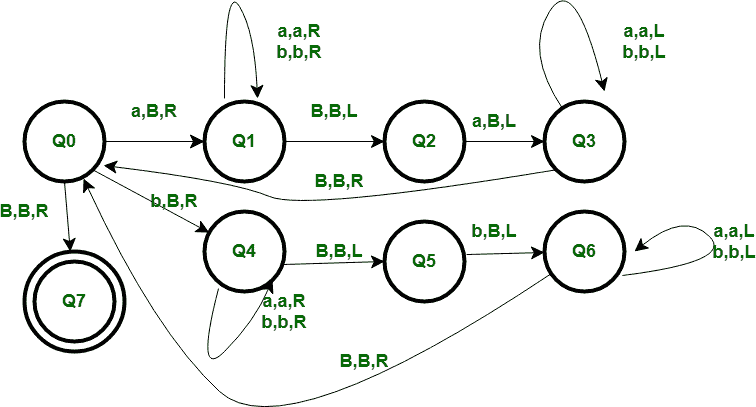 a,a,R
b,b,R
a,a,L
b,b,L
a,B,R
B,B,L
a,B,L
Q0
Q1
Q2
Q3
B,B,R
b,B,R
B,B,R
Q4
B,B,L
Q5
b,B,L
Q6
a,a,L
b,b,L
Q7
a,a,R
b,b,R
B,B,R